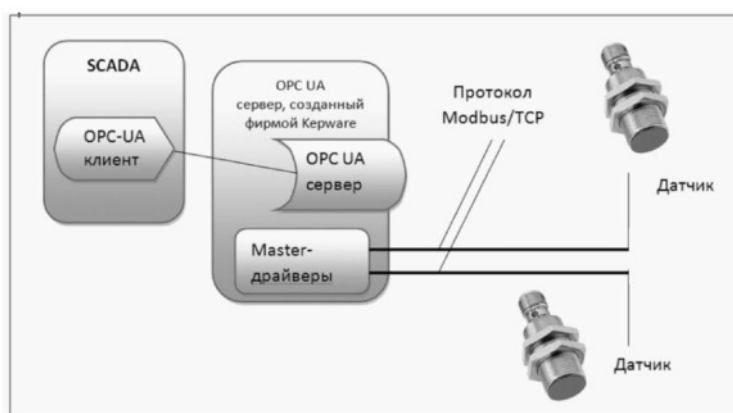 SCADA
OPC-UA
клиент
OPC UA
сервер, созданный
фирмой Kepware
OPC UA
сервер
Master-
драйверы
Протокол
Modbus/TCP
Датчик
Датчик